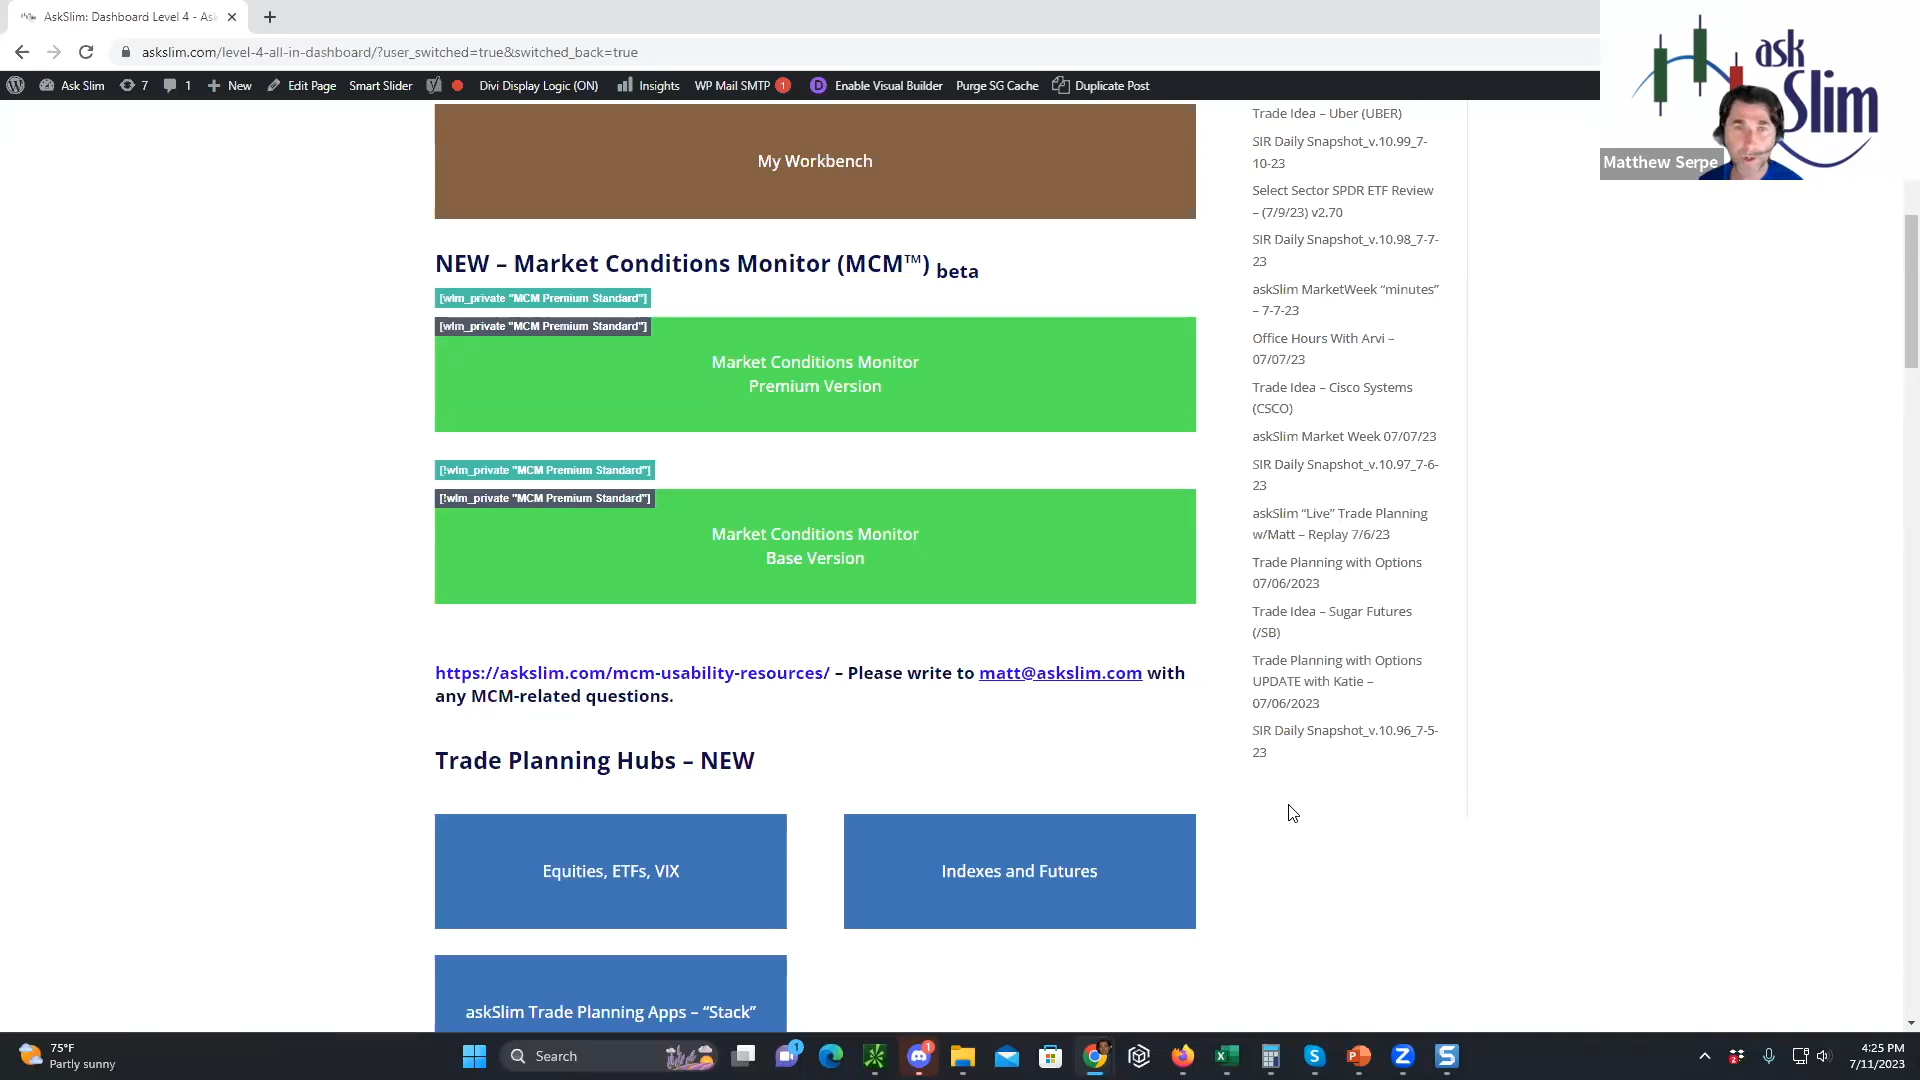 AskSlim: Dashboard Level 4 - Ask
askslim.com/level-4-all-in-dashboard/?user_switched=true&switched_back=true
Ask Slim 7 1 New Edit Page Smart Slider Divi Display Logic (ON) Insights WP Mail SMTP 1 Enable Visual Builder Purge SG Cache Duplicate Post
ask
Slim
Matthew Serpe
My Workbench
NEW – Market Conditions Monitor (MCM™) beta
[wlm_private "MCM Premium Standard"]
[wlm_private "MCM Premium Standard"]
Market Conditions Monitor
Premium Version
[!wlm_private "MCM Premium Standard"]
[!wlm_private "MCM Premium Standard"]
Market Conditions Monitor
Base Version
https://askslim.com/mcm-usability-resources/ – Please write to matt@askslim.com with
any MCM-related questions.
Trade Planning Hubs – NEW
Equities, ETFs, VIX
Indexes and Futures
askSlim Trade Planning Apps – “Stack”
Trade Idea – Uber (UBER)
SIR Daily Snapshot_v.10.99_7-
10-23
Select Sector SPDR ETF Review
– (7/9/23) v2.70
SIR Daily Snapshot_v.10.98_7-7-
23
askSlim MarketWeek “minutes”
– 7-7-23
Office Hours With Arvi –
07/07/23
Trade Idea – Cisco Systems
(CSCO)
askSlim Market Week 07/07/23
SIR Daily Snapshot_v.10.97_7-6-
23
askSlim “Live” Trade Planning
w/Matt – Replay 7/6/23
Trade Planning with Options
07/06/2023
Trade Idea – Sugar Futures
(/SB)
Trade Planning with Options
UPDATE with Katie –
07/06/2023
SIR Daily Snapshot_v.10.96_7-5-
23
75°F
Partly sunny
Search
4:25 PM
7/11/2023